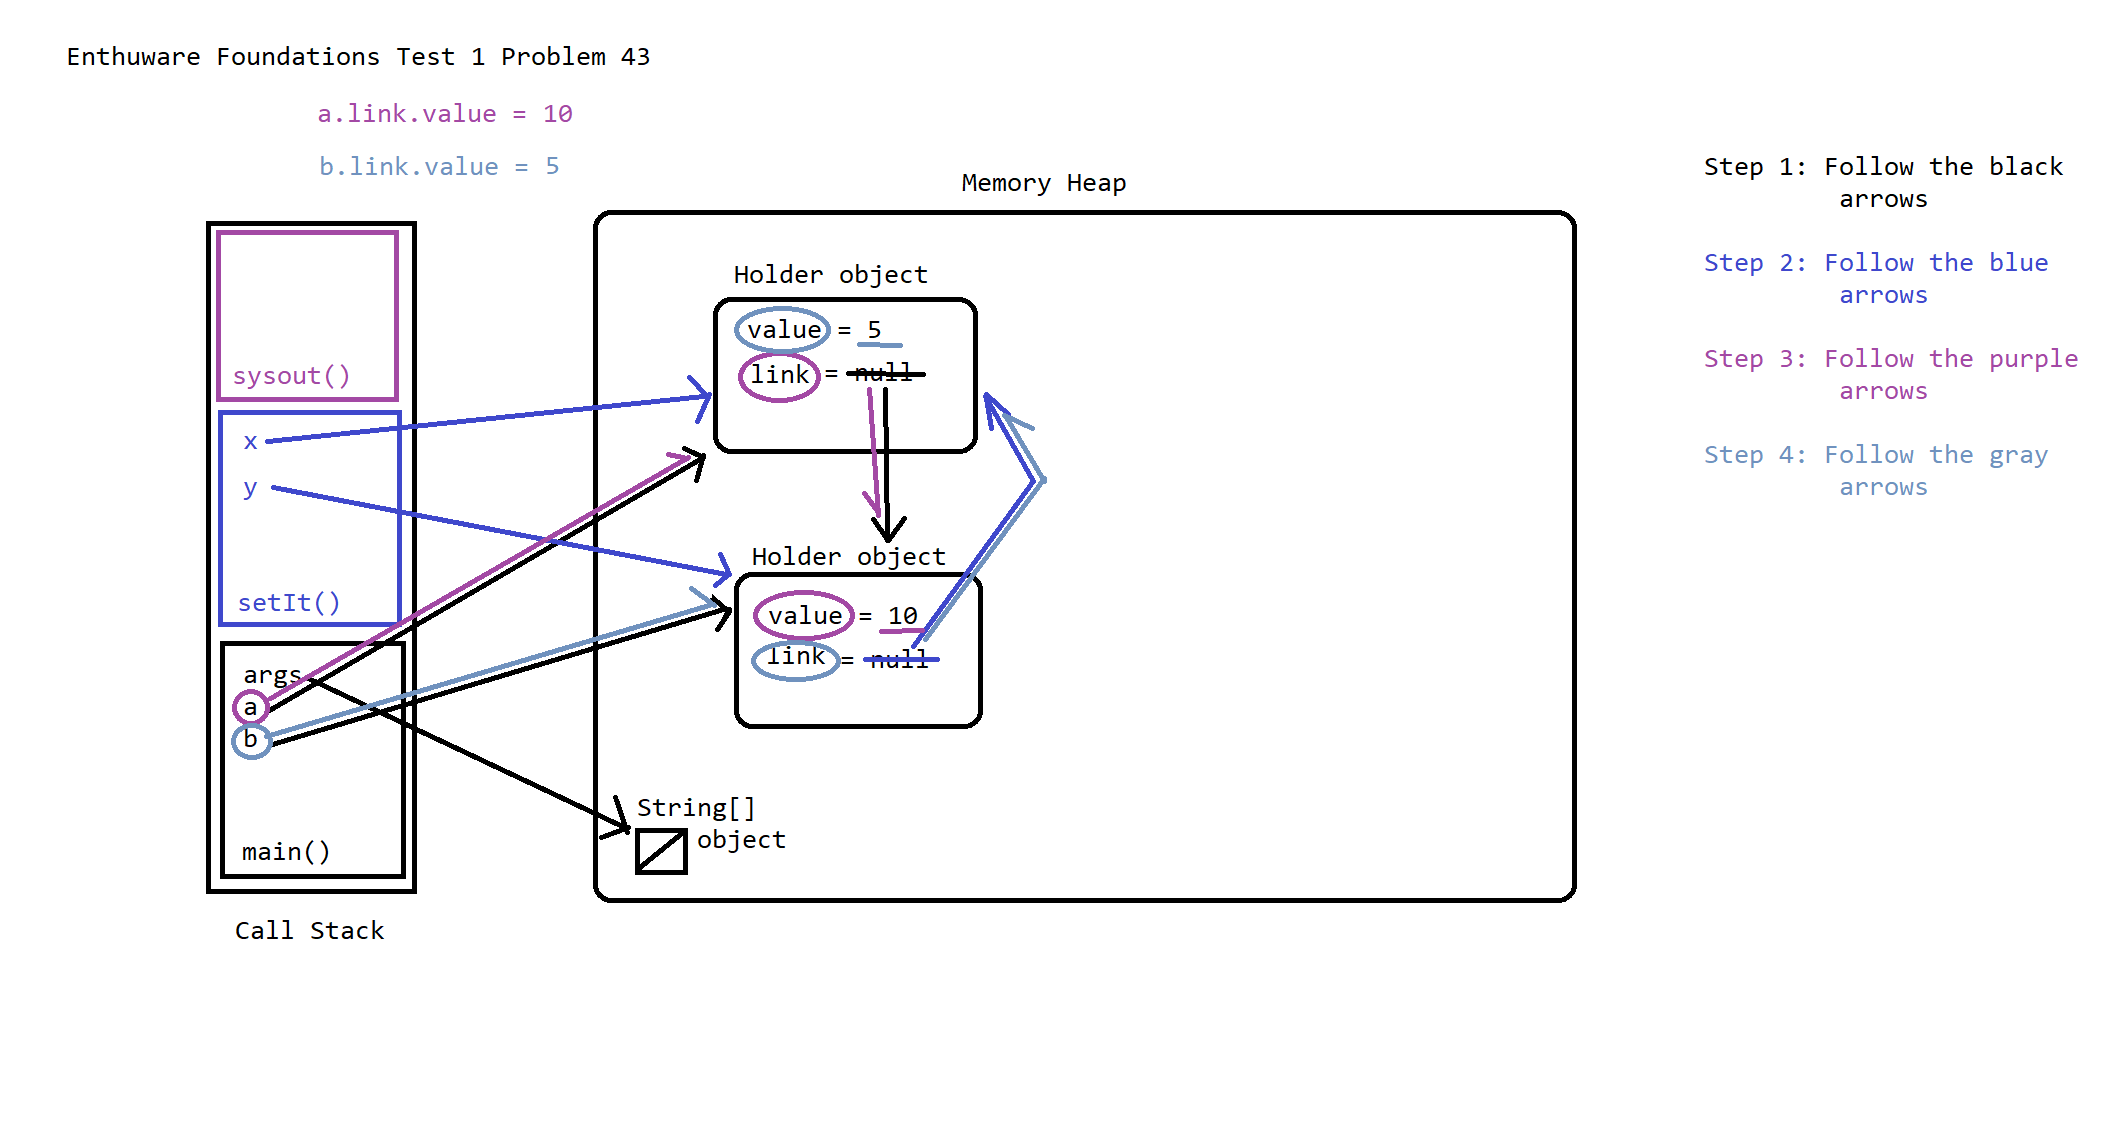 Enthuware Foundations Test 1 Problem 43
a.link.value = 10
b.link.value = 5
Memory Heap
Step 1: Follow the black
arrows
Step 2: Follow the blue
arrows
Step 3: Follow the purple
arrows
Step 4: Follow the gray
arrows
sysout()
x
y
setIt()
args
a
b
main()
Call Stack
Holder object
value = 5
link = null
Holder object
value = 10
link = null
String[]
object